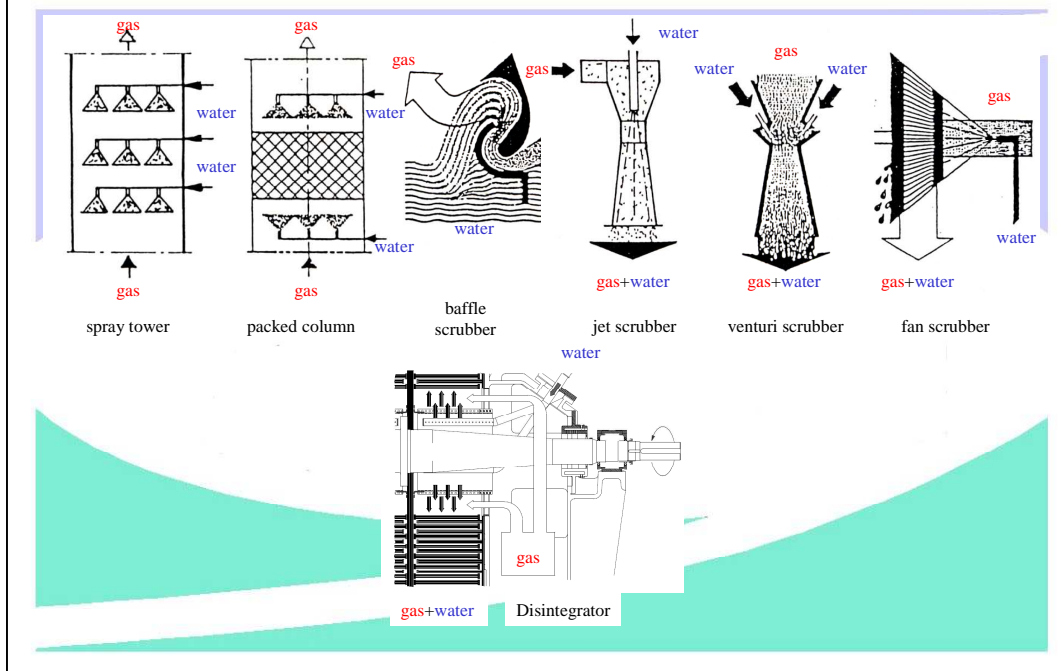 gas
gas
water
gas
gas
water
gas
water
water
water
water
water
water
water
water
water
gas
gas
gas+water
gas+water
gas+water
spray tower
packed column
baffle
scrubber
jet scrubber
venturi scrubber
fan scrubber
water
gas
gas+water
Disintegrator